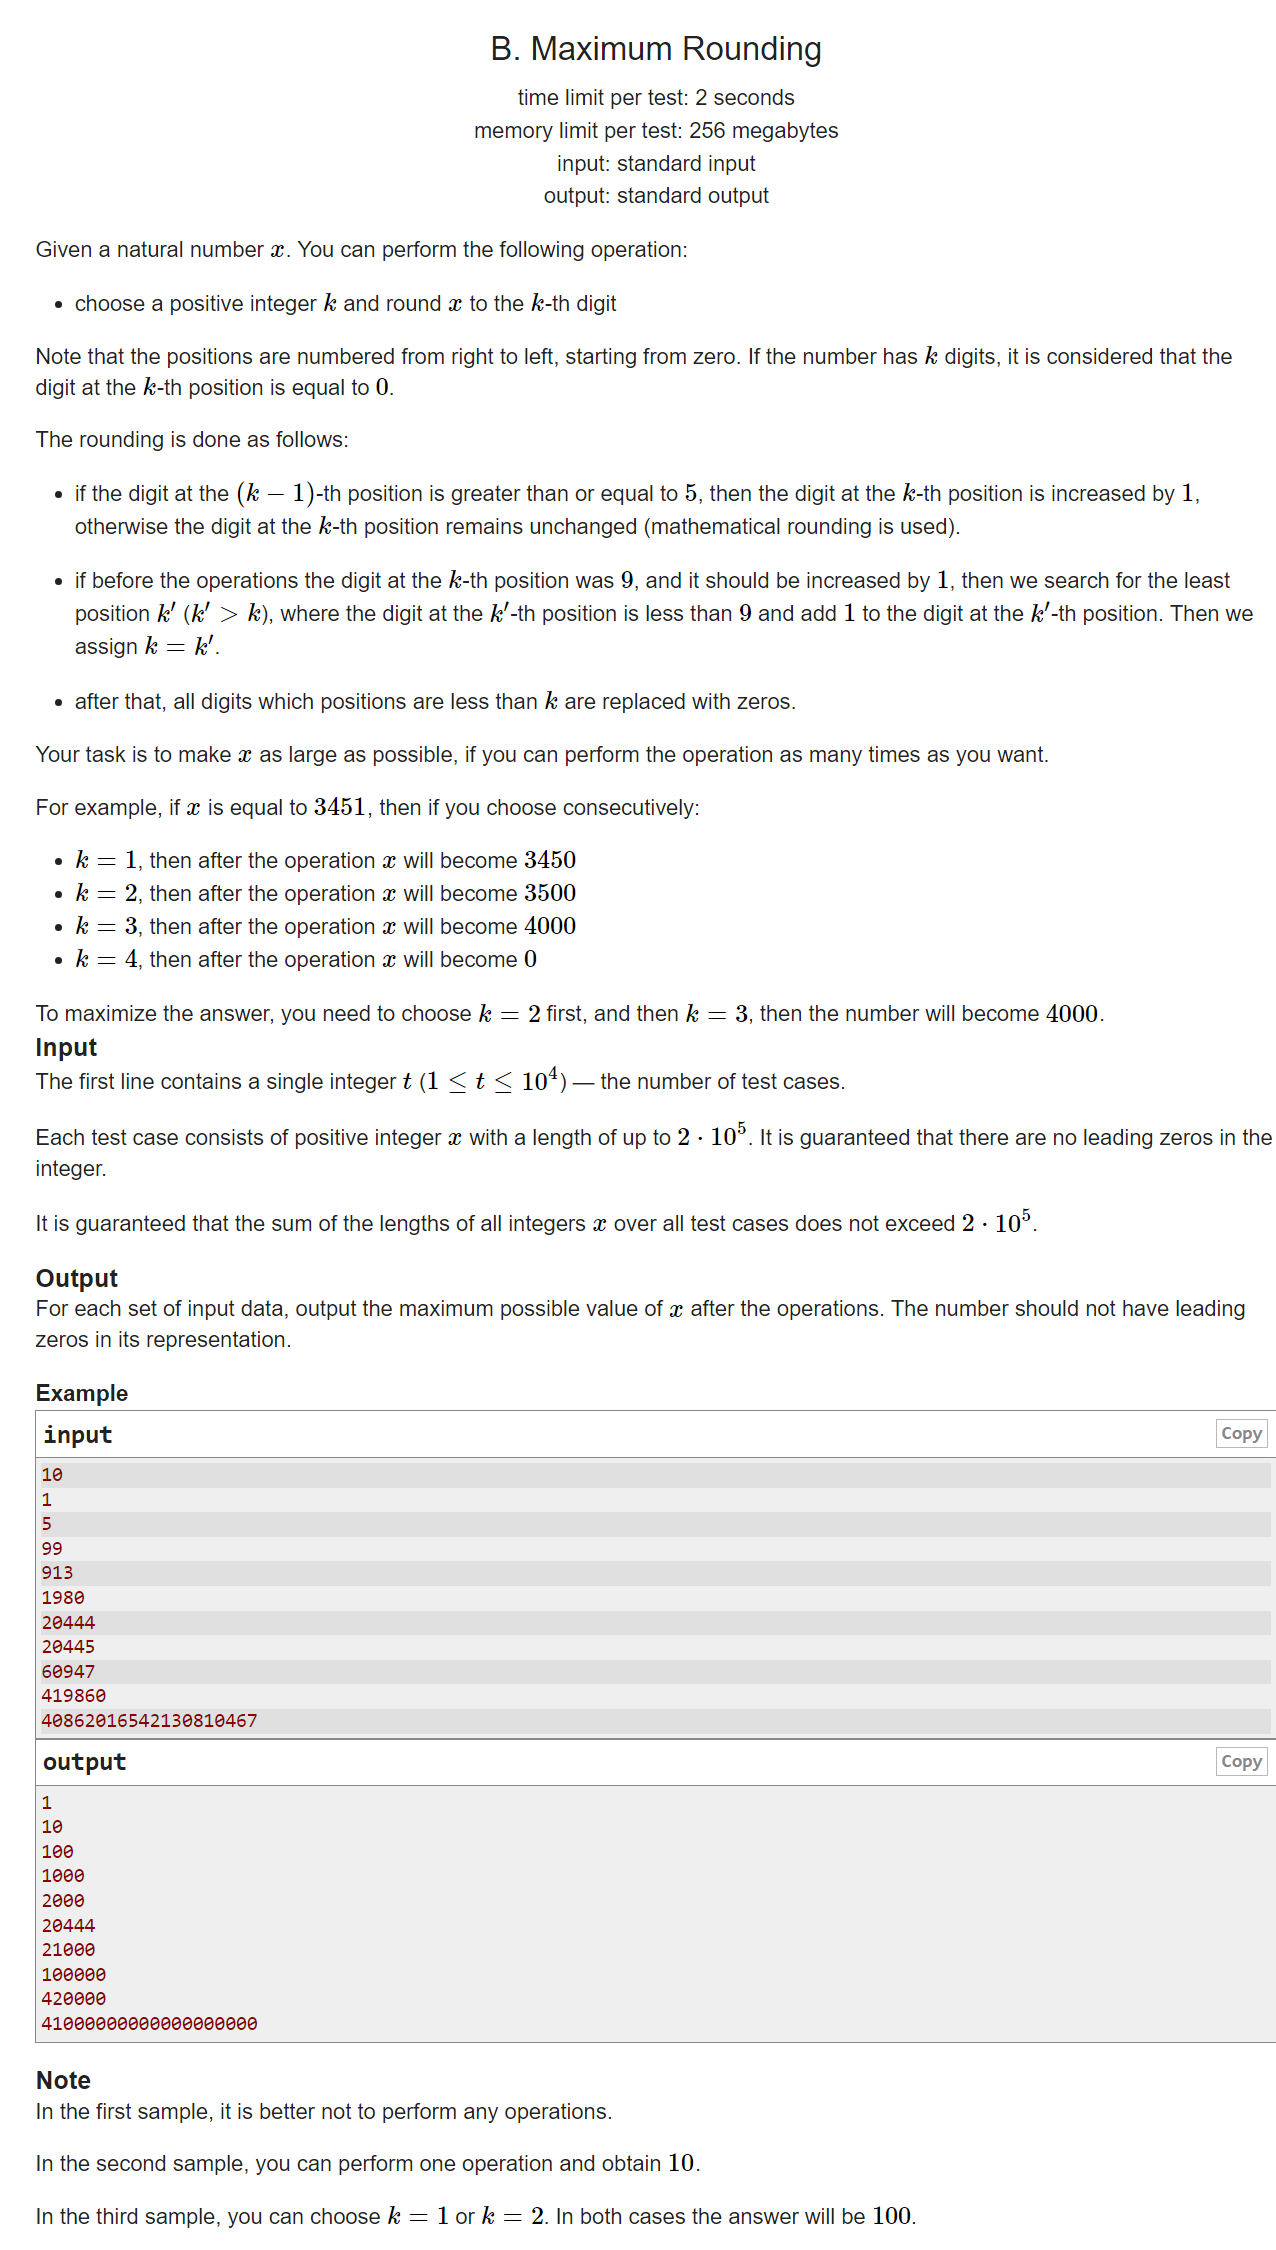 B. Maximum Rounding
time limit per test: 2 seconds
memory limit per test: 256 megabytes
input: standard input
output: standard output
Given a natural number x. You can perform the following operation:
• choose a positive integer k and round x to the k-th digit
Note that the positions are numbered from right to left, starting from zero. If the number has k digits, it is considered that the
digit at the k-th position is equal to 0.
The rounding is done as follows:
• if the digit at the (k − 1)-th position is greater than or equal to 5, then the digit at the k-th position is increased by 1,
otherwise the digit at the k-th position remains unchanged (mathematical rounding is used).
• if before the operations the digit at the k-th position was 9, and it should be increased by 1, then we search for the least
position k′ (k′ > k), where the digit at the k′-th position is less than 9 and add 1 to the digit at the k′-th position. Then we
assign k = k′.
• after that, all digits which positions are less than k are replaced with zeros.
Your task is to make x as large as possible, if you can perform the operation as many times as you want.
For example, if x is equal to 3451, then if you choose consecutively:
• k = 1, then after the operation x will become 3450
• k = 2, then after the operation x will become 3500
• k = 3, then after the operation x will become 4000
• k = 4, then after the operation x will become 0
To maximize the answer, you need to choose k = 2 first, and then k = 3, then the number will become 4000.
Input
The first line contains a single integer t (1 ≤ t ≤ 10⁴) — the number of test cases.
Each test case consists of positive integer x with a length of up to 2 · 10⁵. It is guaranteed that there are no leading zeros in the
integer.
It is guaranteed that the sum of the lengths of all integers x over all test cases does not exceed 2 · 10⁵.
Output
For each set of input data, output the maximum possible value of x after the operations. The number should not have leading
zeros in its representation.
Example
input Copy
10
1
5
99
913
1980
20444
20445
60947
419860
40862016542130810467
output Copy
1
10
100
1000
2000
20444
21000
100000
420000
41000000000000000000
Note
In the first sample, it is better not to perform any operations.
In the second sample, you can perform one operation and obtain 10.
In the third sample, you can choose k = 1 or k = 2. In both cases the answer will be 100.